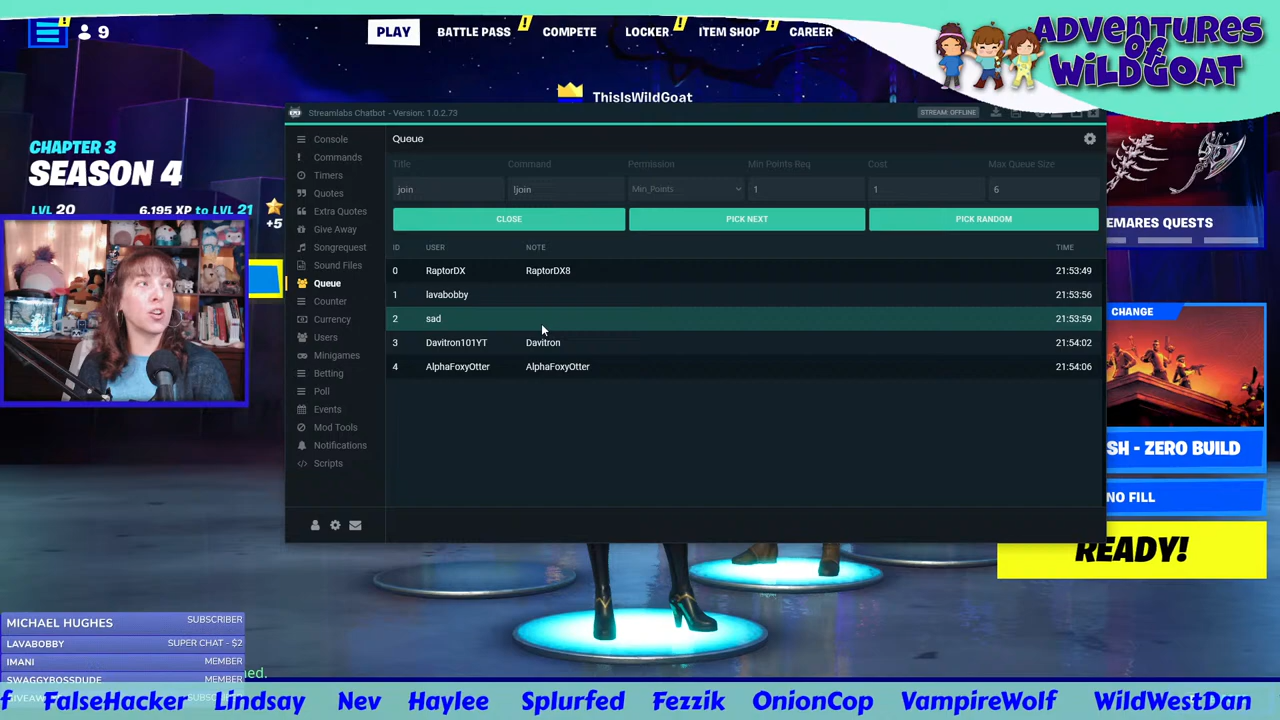 9
PLAY
BATTLE PASS
COMPETE
LOCKER
ITEM SHOP
CAREER
ADVENTURES
OF
WILDGOAT
ThisIsWildGoat
CHAPTER 3
SEASON 4
LVL 20
6,195 XP to LVL 21
+5
Streamlabs Chatbot - Version: 1.0.2.73
STREAM: OFFLINE
Console
Commands
Timers
Quotes
Extra Quotes
Give Away
Songrequest
Sound Files
Queue
Counter
Currency
Users
Minigames
Betting
Poll
Events
Mod Tools
Notifications
Scripts
Queue
Title Command Permission Min Points Req Cost Max Queue Size
join !join Min_Points 1 1 6
CLOSE PICK NEXT PICK RANDOM
ID USER NOTE TIME
0 RaptorDX RaptorDX8 21:53:49
1 lavabobby 21:53:56
2 sad 21:53:59
3 Davitron101YT Davitron 21:54:02
4 AlphaFoxyOtter AlphaFoxyOtter 21:54:06
EMARES QUESTS
CHANGE
SH - ZERO BUILD
NO FILL
READY!
MICHAEL HUGHES SUBSCRIBER
LAVABOBBY SUPER CHAT - $2
IMANI MEMBER
SWAGGYBOSSDUDE MEMBER
ued.
f FalseHacker Lindsay Nev Haylee Splurfed Fezzik OnionCop VampireWolf WildWestDan